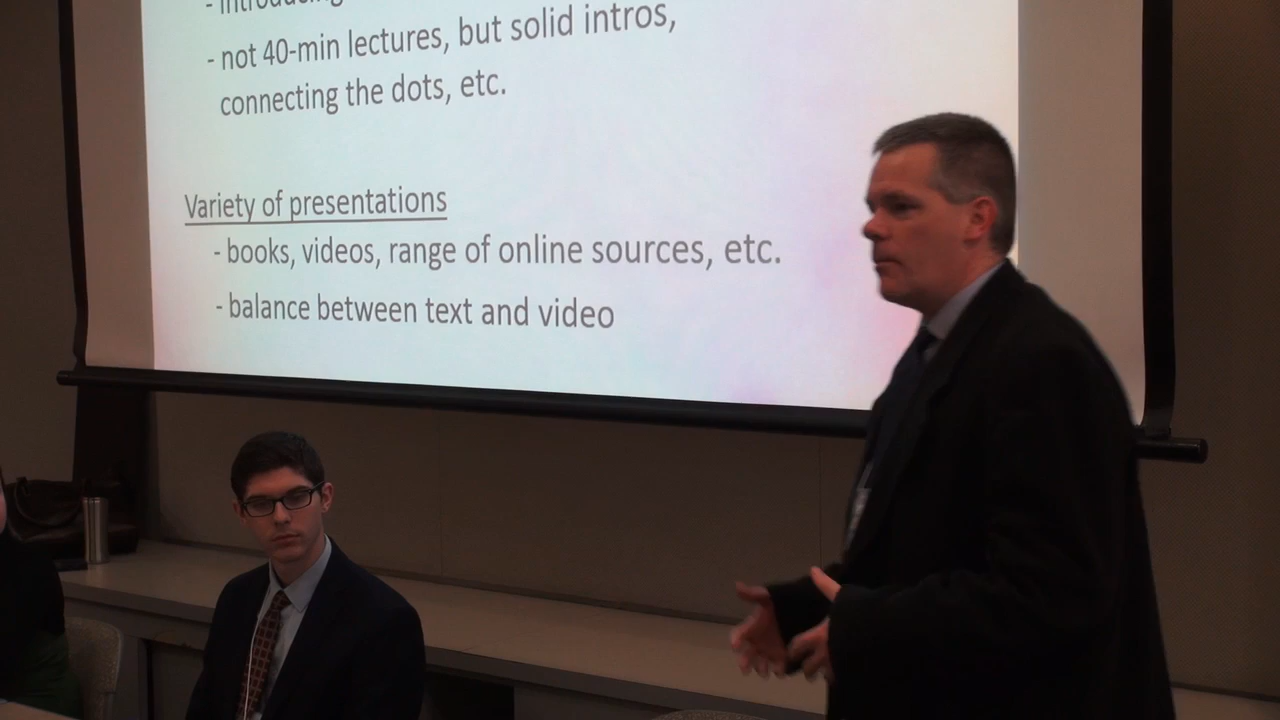 - introducing
- not 40-min lectures, but solid intros,
connecting the dots, etc.
Variety of presentations
- books, videos, range of online sources, etc.
- balance between text and video